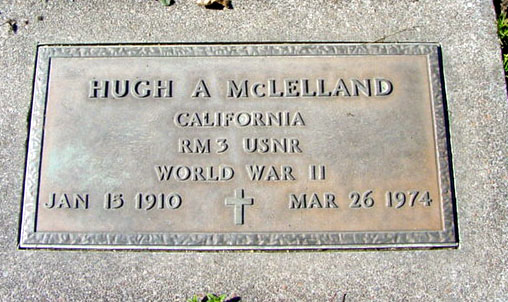 HUGH A McLELLAND
CALIFORNIA
RM3 USNR
WORLD WAR II
JAN 15 1910 MAR 26 1974